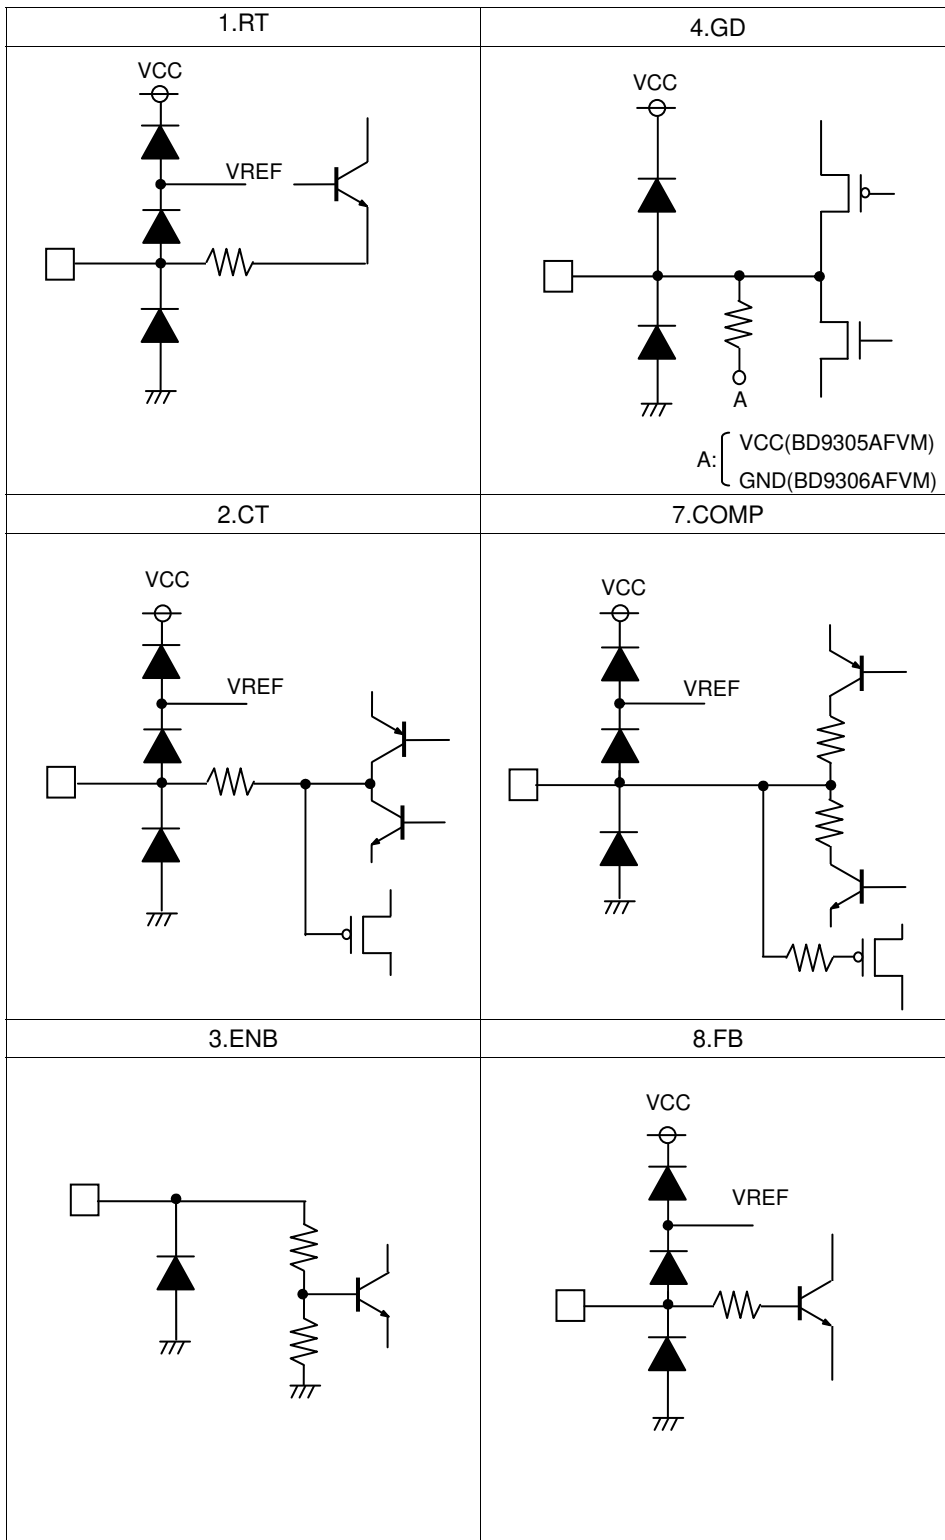 1.RT
4.GD
VCC
VREF
VCC
A
A:
VCC(BD9305AFVM)
GND(BD9306AFVM)
2.CT
7.COMP
VCC
VREF
VCC
VREF
3.ENB
8.FB
VCC
VREF